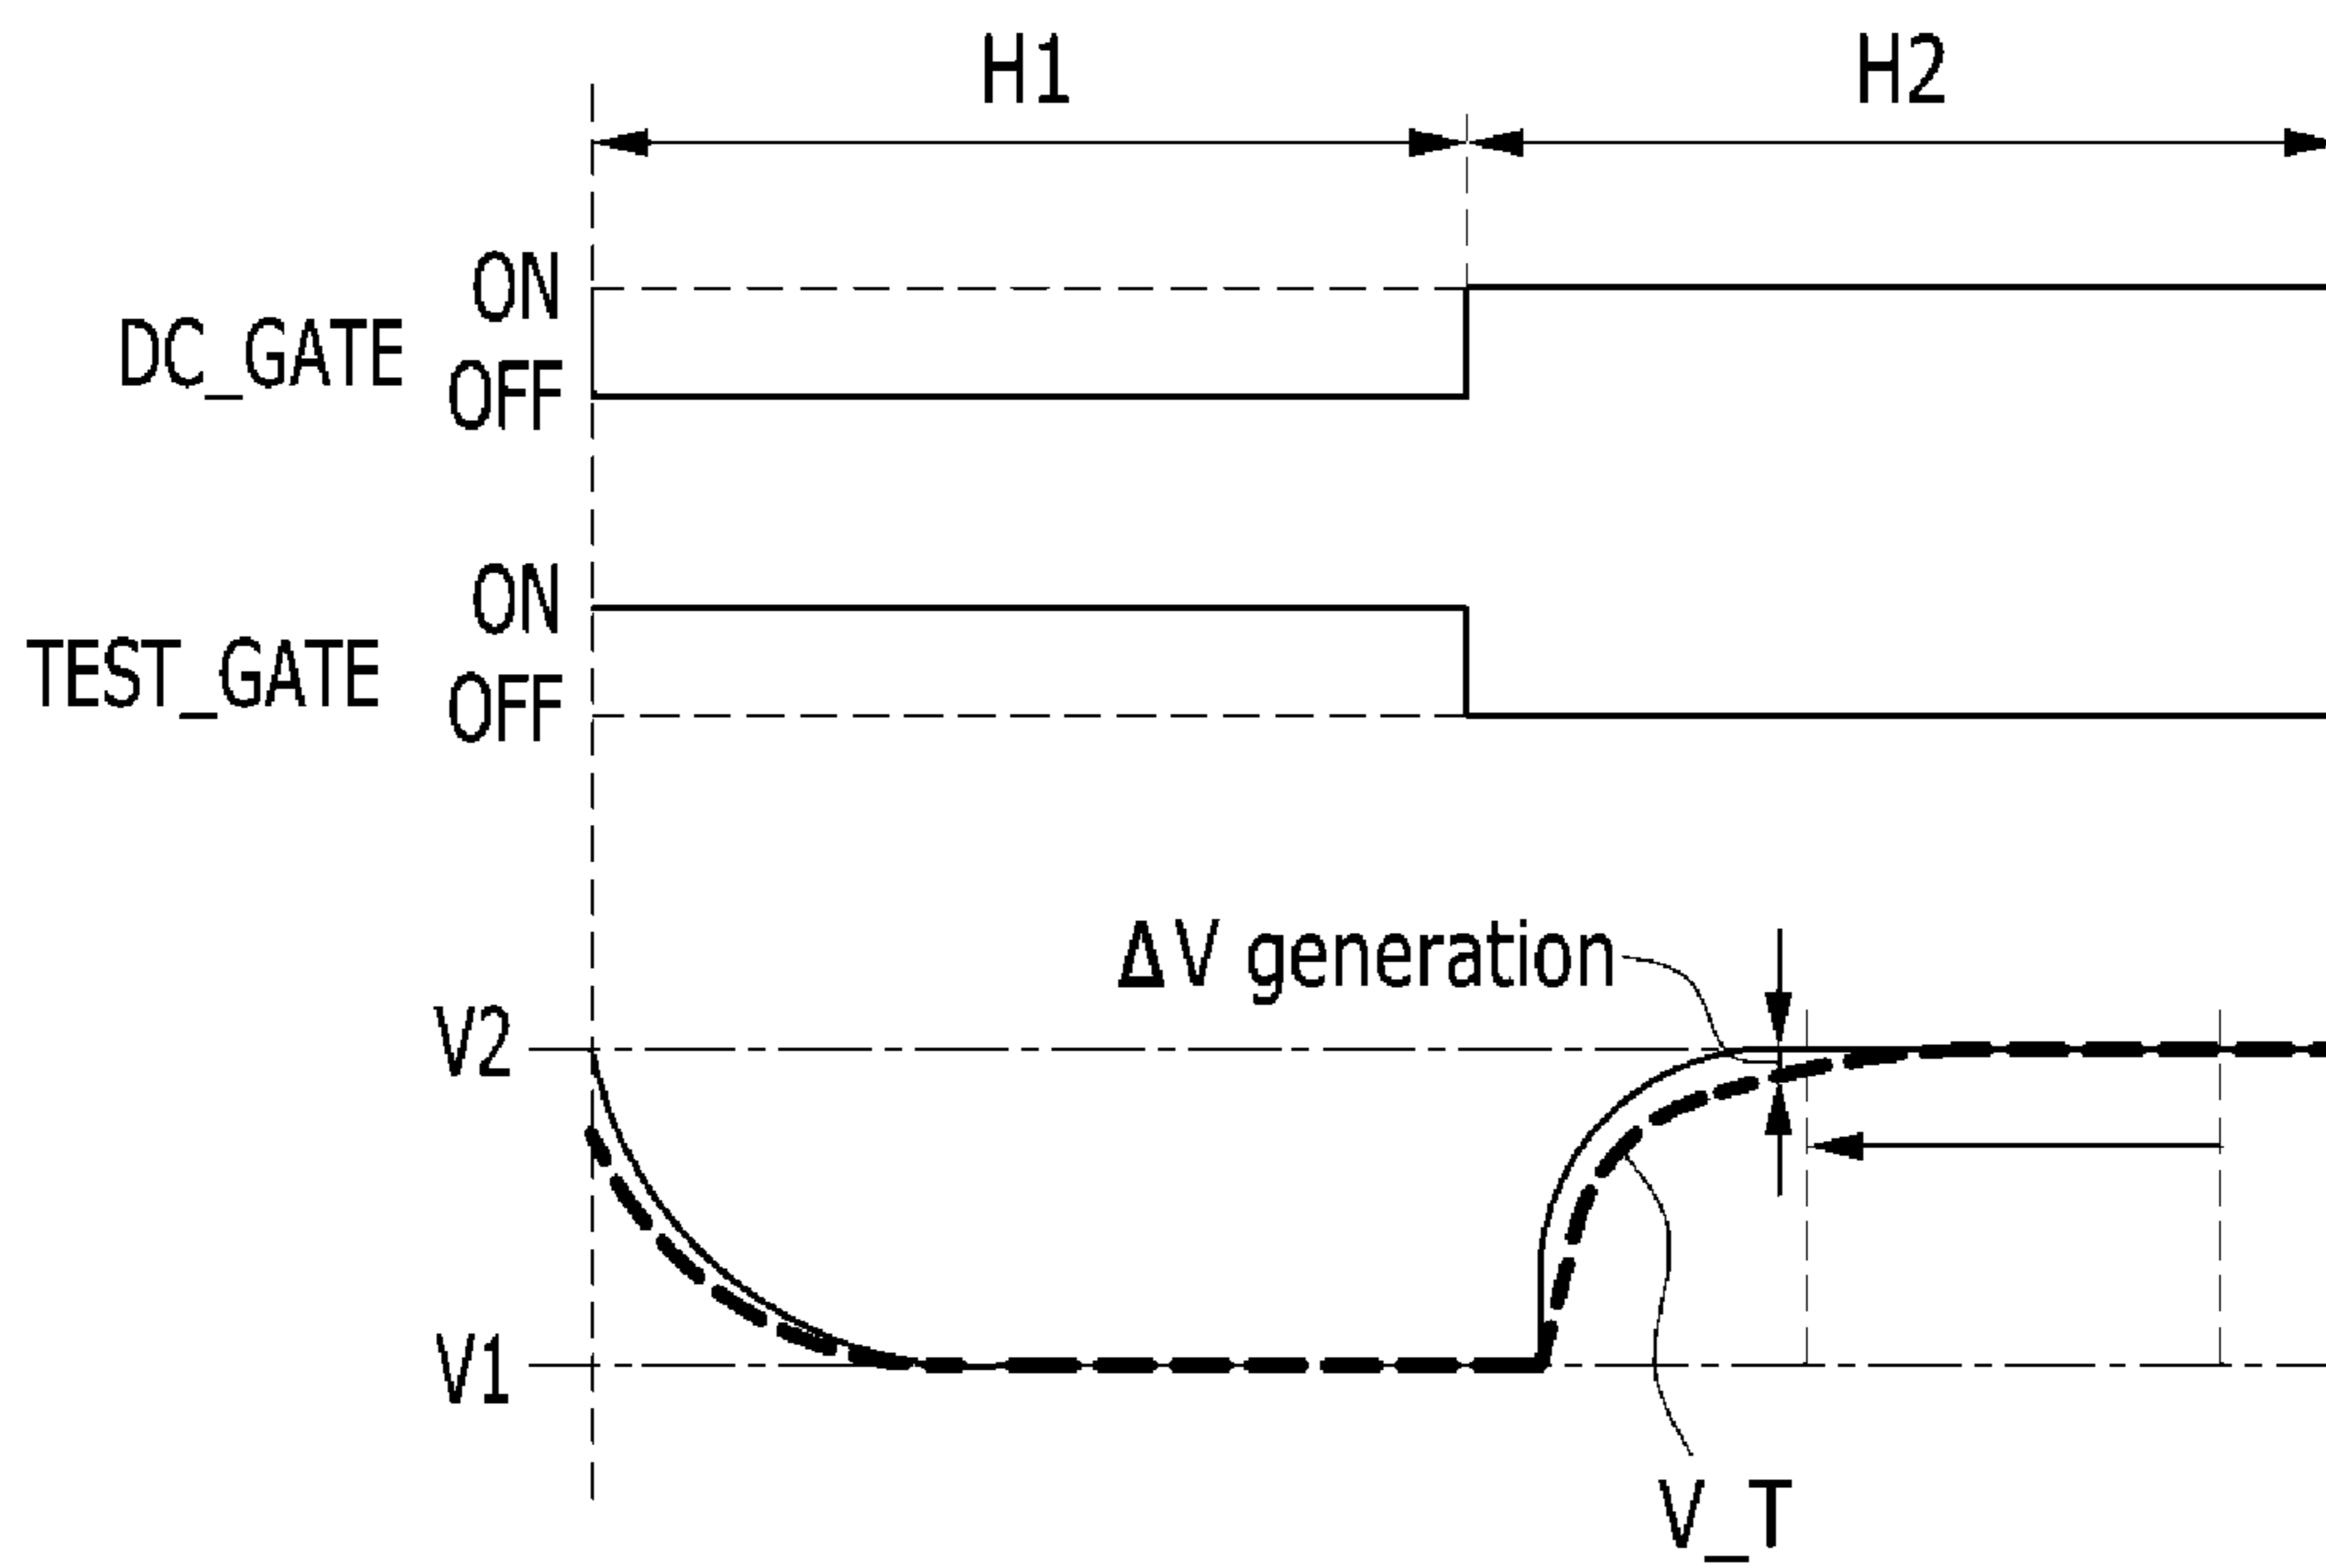 H1 H2
ON
DC_GATE
OFF
ON
TEST_GATE
OFF
ΔV generation
V2
V1
V_T